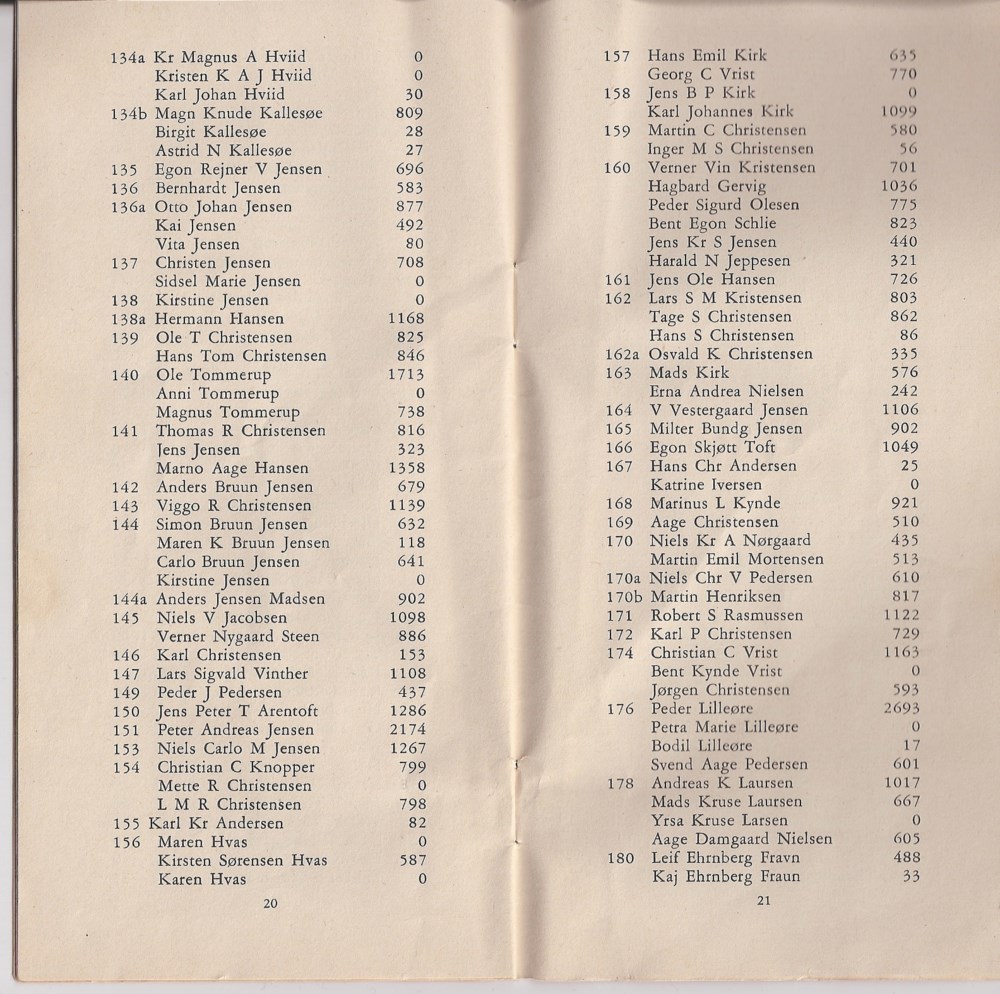 134a Kr Magnus A Hviid 0
Kristen K A J Hviid 0
Karl Johan Hviid 30
134b Magn Knude Kallesøe 809
Birgit Kallesøe 28
Astrid N Kallesøe 27
135 Egon Rejner V Jensen 696
136 Bernhardt Jensen 583
136a Otto Johan Jensen 877
Kai Jensen 492
Vita Jensen 80
137 Christen Jensen 708
Sidsel Marie Jensen 0
138 Kirstine Jensen 0
138a Hermann Hansen 1168
139 Ole T Christensen 825
Hans Tom Christensen 846
140 Ole Tommerup 1713
Anni Tommerup 0
Magnus Tommerup 738
141 Thomas R Christensen 816
Jens Jensen 323
Marno Aage Hansen 1358
142 Anders Bruun Jensen 679
143 Viggo R Christensen 1139
144 Simon Bruun Jensen 632
Maren K Bruun Jensen 118
Carlo Bruun Jensen 641
Kirstine Jensen 0
144a Anders Jensen Madsen 902
145 Niels V Jacobsen 1098
Verner Nygaard Steen 886
146 Karl Christensen 153
147 Lars Sigvald Vinther 1108
149 Peder J Pedersen 437
150 Jens Peter T Arentoft 1286
151 Peter Andreas Jensen 2174
153 Niels Carlo M Jensen 1267
154 Christian C Knopper 799
Mette R Christensen 0
L M R Christensen 798
155 Karl Kr Andersen 82
156 Maren Hvas 0
Kirsten Sørensen Hvas 587
Karen Hvas 0
20
157 Hans Emil Kirk 635
Georg C Vrist 770
158 Jens B P Kirk 0
Karl Johannes Kirk 1099
159 Martin C Christensen 580
Inger M S Christensen 56
160 Verner Vin Kristensen 701
Hagbard Gervig 1036
Peder Sigurd Olesen 775
Bent Egon Schlie 823
Jens Kr S Jensen 440
Harald N Jeppesen 321
161 Jens Ole Hansen 726
162 Lars S M Kristensen 803
Tage S Christensen 862
Hans S Christensen 86
162a Osvald K Christensen 335
163 Mads Kirk 576
Erna Andrea Nielsen 242
164 V Vestergaard Jensen 1106
165 Milter Bundg Jensen 902
166 Egon Skjøtt Toft 1049
167 Hans Chr Andersen 25
Katrine Iversen 0
168 Marinus L Kynde 921
169 Aage Christensen 510
170 Niels Kr A Nørgaard 435
Martin Emil Mortensen 513
170a Niels Chr V Pedersen 610
170b Martin Henriksen 817
171 Robert S Rasmussen 1122
172 Karl P Christensen 729
174 Christian C Vrist 1163
Bent Kynde Vrist 0
Jørgen Christensen 593
176 Peder Lilleøre 2693
Petra Marie Lilleøre 0
Bodil Lilleøre 17
Svend Aage Pedersen 601
178 Andreas K Laursen 1017
Mads Kruse Laursen 667
Yrsa Kruse Larsen 0
Aage Damgaard Nielsen 605
180 Leif Ehrnberg Fravn 488
Kaj Ehrnberg Fraun 33
21